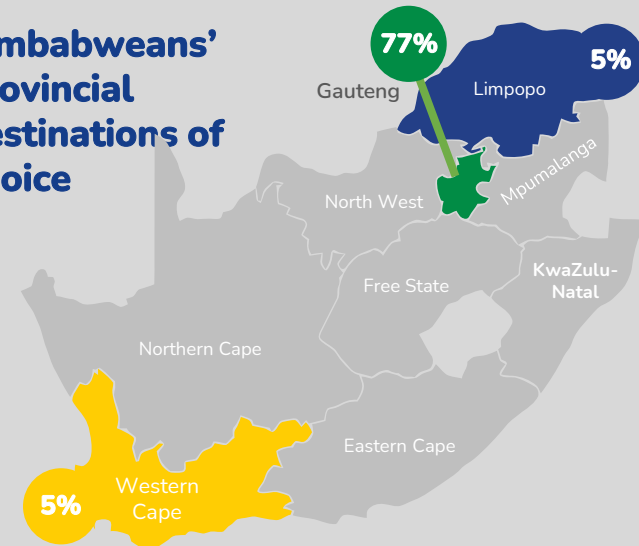 mbabweans'
ovincial
estinations of
oice
77%
Gauteng
Limpopo
5%
Mpumalanga
North West
KwaZulu-
Natal
Free State
Northern Cape
Eastern Cape
Western
Cape
5%